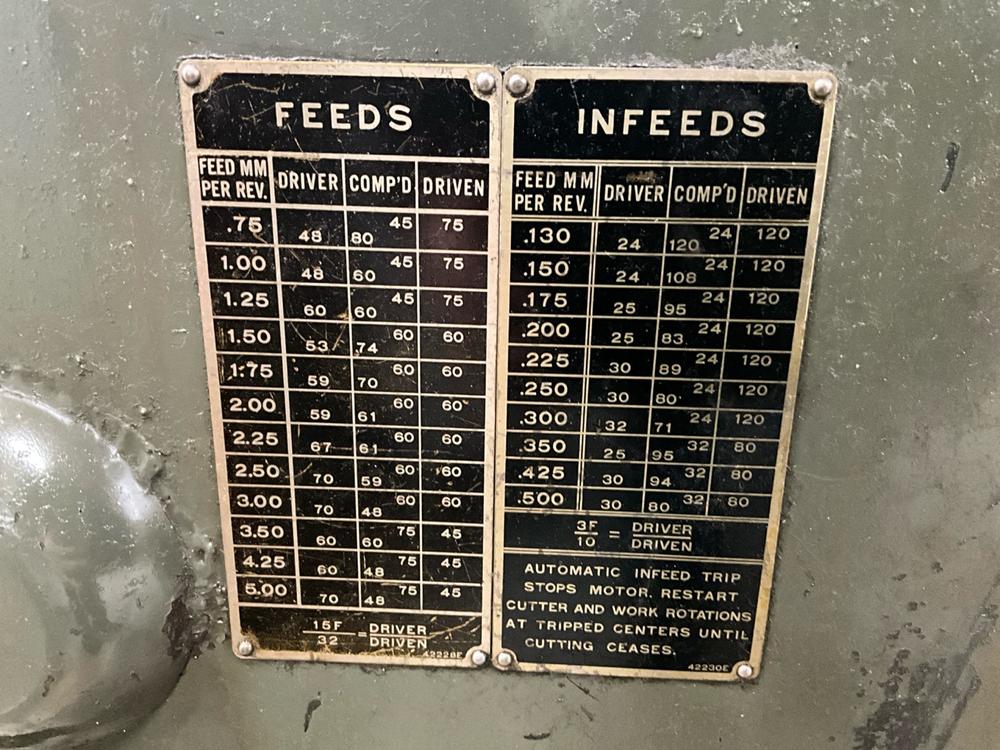 FEEDS
FEED MM PER REV. DRIVER COMP'D DRIVEN
.75 48 80 45 75
1.00 48 60 45 75
1.25 60 60 45 75
1.50 53 74 60 60
1.75 59 70 60 60
2.00 59 61 60 60
2.25 67 61 60 60
2.50 70 59 60 60
3.00 70 48 60 60
3.50 60 60 75 45
4.25 60 48 75 45
5.00 70 48 75 45
15F/32 = DRIVER/DRIVEN
42228E
INFEEDS
FEED MM PER REV. DRIVER COMP'D DRIVEN
.130 24 120 24 120
.150 24 108 24 120
.175 25 95 24 120
.200 25 83 24 120
.225 30 89 24 120
.250 30 80 24 120
.300 32 71 24 120
.350 25 95 32 80
.425 30 94 32 80
.500 30 80 32 80
3F/10 = DRIVER/DRIVEN
AUTOMATIC INFEED TRIP
STOPS MOTOR. RESTART
CUTTER AND WORK ROTATIONS
AT TRIPPED CENTERS UNTIL
CUTTING CEASES.
42230E